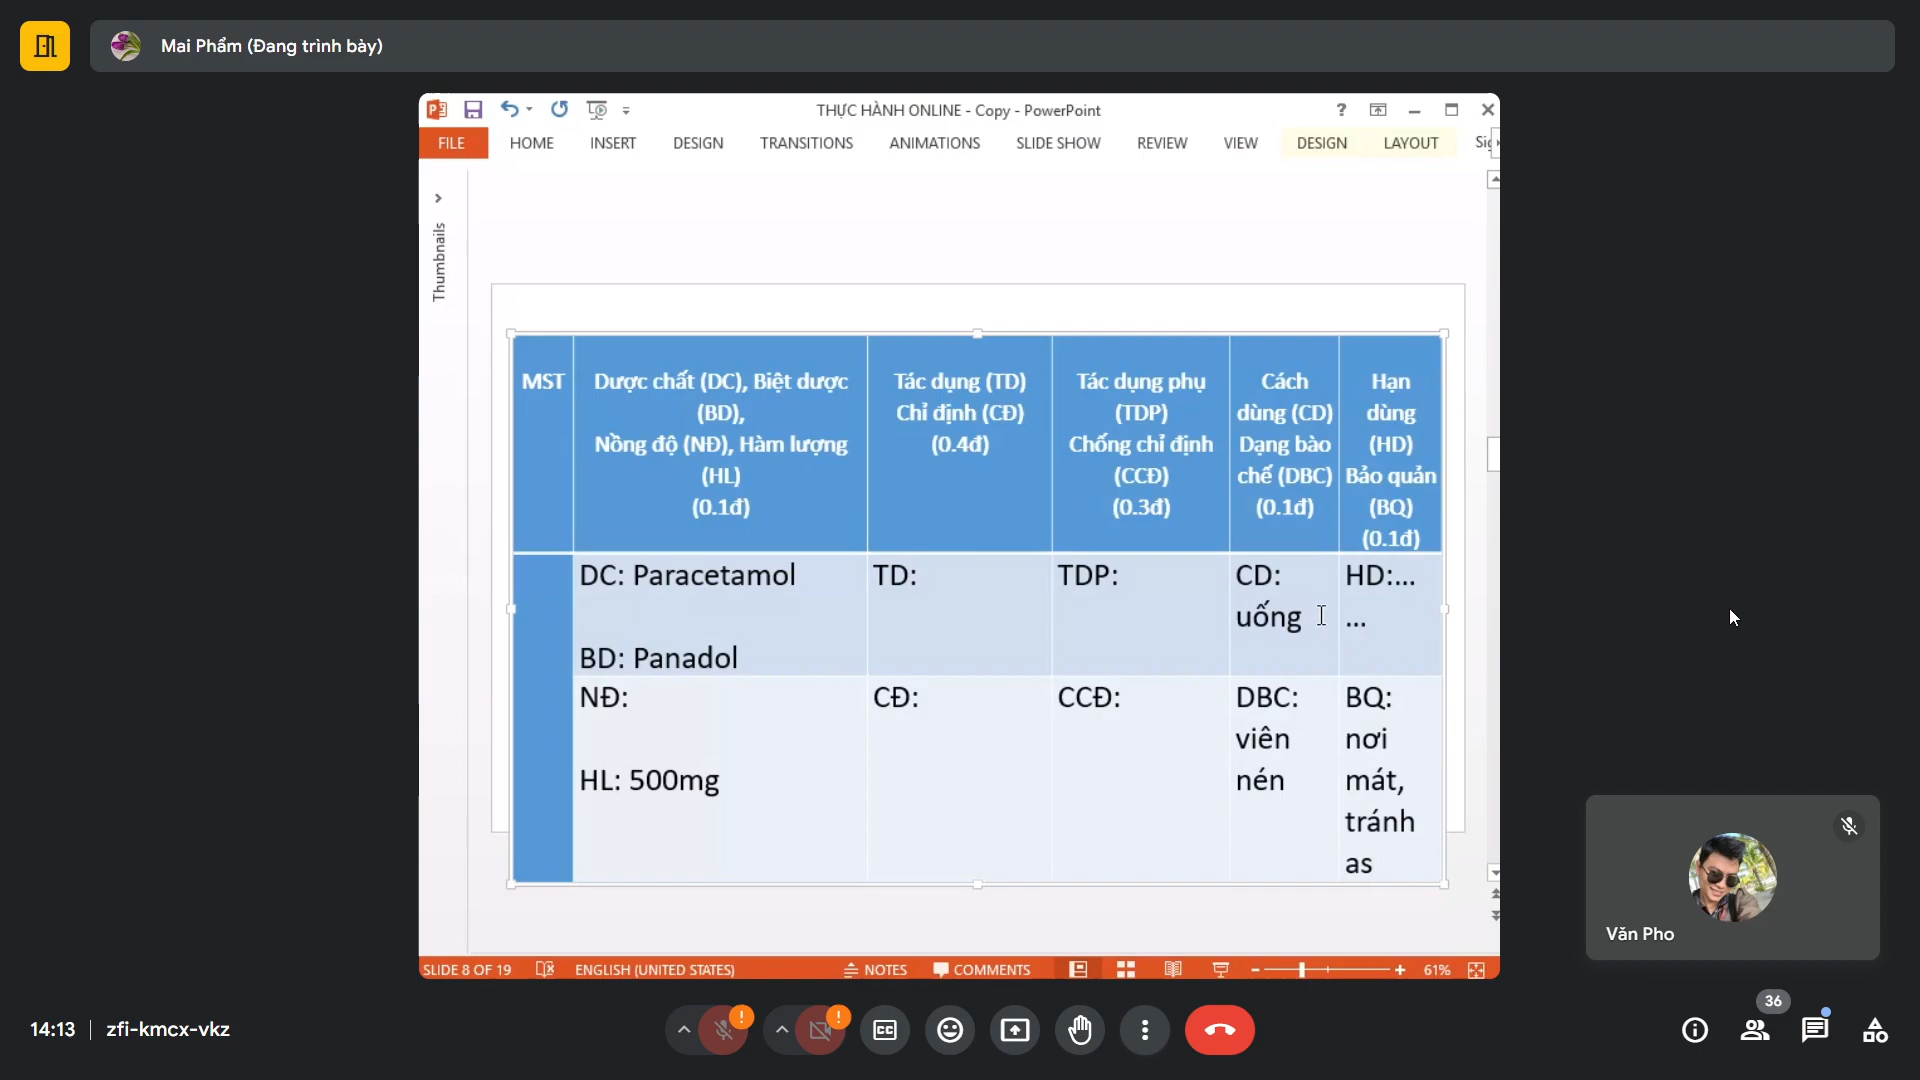 Mai Phẩm (Đang trình bày)
THỰC HÀNH ONLINE - Copy - PowerPoint
FILE HOME INSERT DESIGN TRANSITIONS ANIMATIONS SLIDE SHOW REVIEW VIEW DESIGN LAYOUT
Thumbnails
MST
Dược chất (DC), Biệt dược
(BD),
Nồng độ (NĐ), Hàm lượng
(HL)
(0.1đ)
Tác dụng (TD)
Chỉ định (CĐ)
(0.4đ)
Tác dụng phụ
(TDP)
Chống chỉ định
(CCĐ)
(0.3đ)
Cách
dùng (CD)
Dạng bào
chế (DBC)
(0.1đ)
Hạn
dùng
(HD)
Bảo quản
(BQ)
(0.1đ)
DC: Paracetamol
BD: Panadol
TD:
TDP:
CD:
uống
HD:...
...
NĐ:
HL: 500mg
CĐ:
CCĐ:
DBC:
viên
nén
BQ:
nơi
mát,
tránh
as
SLIDE 8 OF 19 ENGLISH (UNITED STATES) NOTES COMMENTS 61%
Văn Pho
14:13 zfi-kmcx-vkz
36